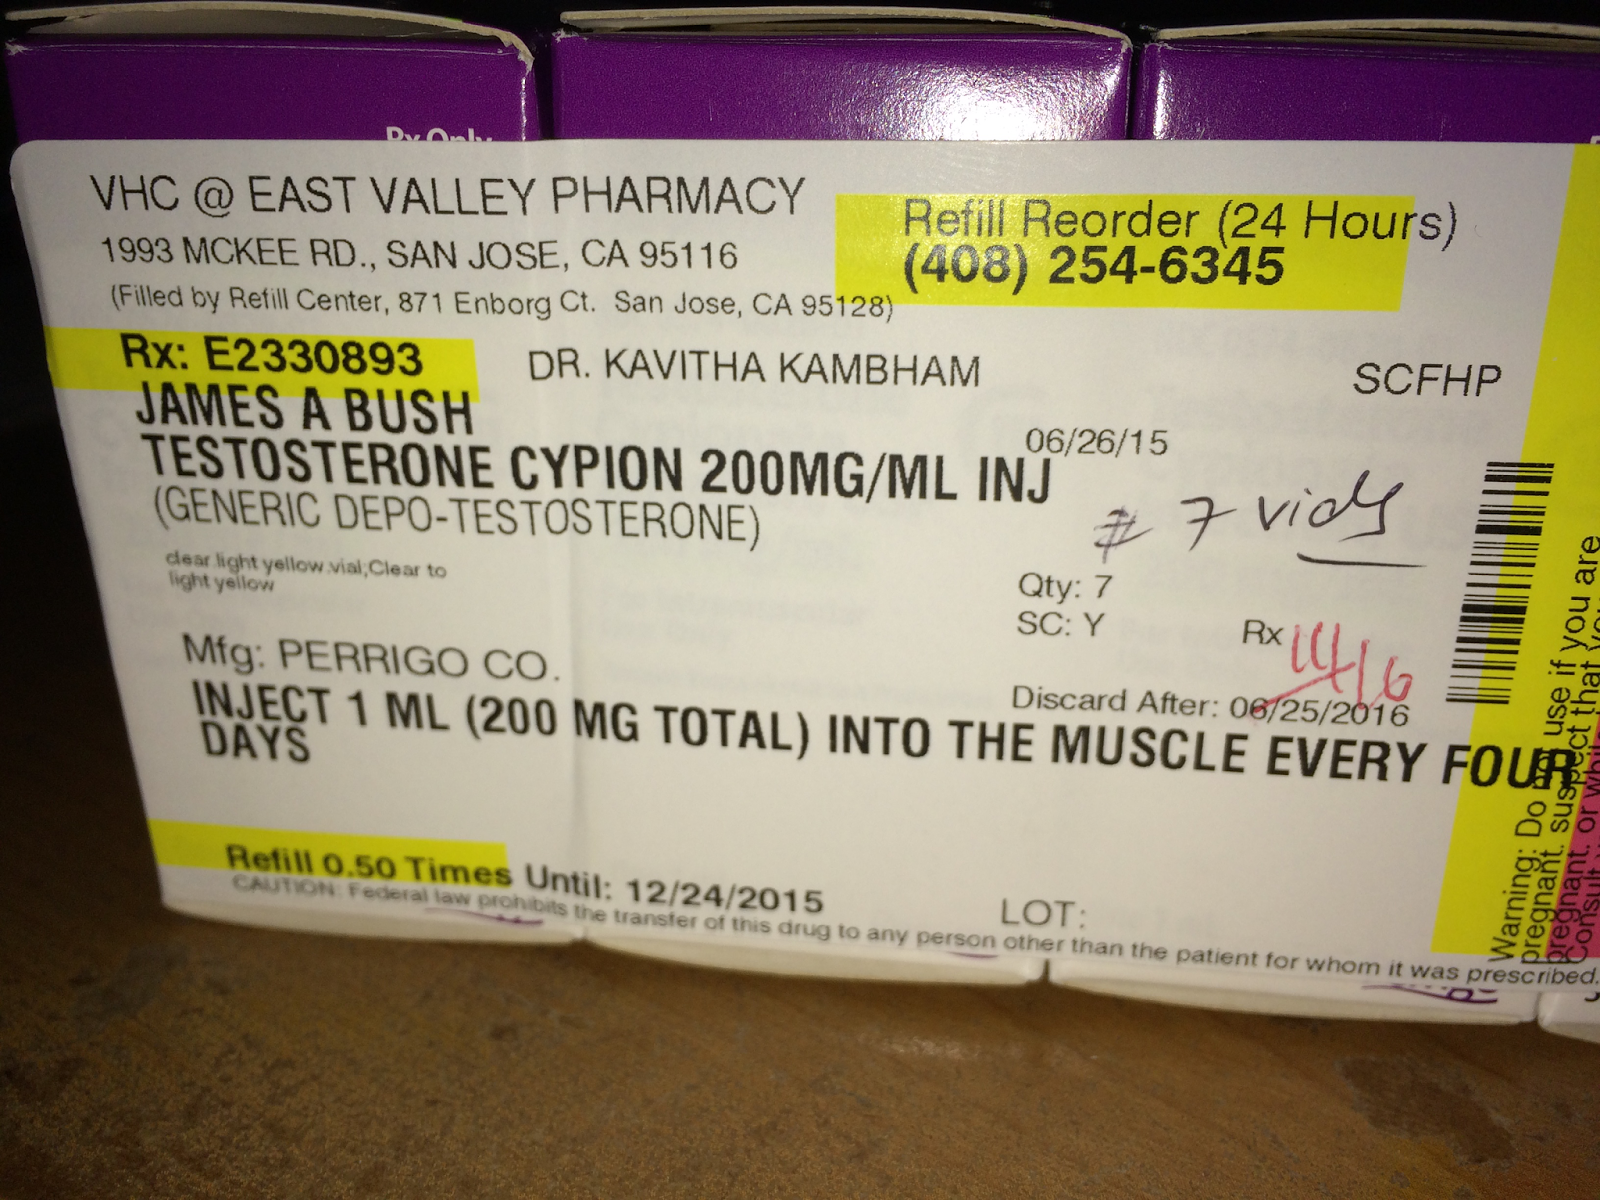 Rx Only
VHC @ EAST VALLEY PHARMACY
1993 MCKEE RD., SAN JOSE, CA 95116
(Filled by Refill Center, 871 Enborg Ct. San Jose, CA 95128)
Refill Reorder (24 Hours)
(408) 254-6345
Rx: E2330893
DR. KAVITHA KAMBHAM
SCFHP
JAMES A BUSH
06/26/15
TESTOSTERONE CYPION 200MG/ML INJ
(GENERIC DEPO-TESTOSTERONE)
# 7 vials
clear.light yellow.vial;Clear to
light yellow
Qty: 7
SC: Y
Rx
Mfg: PERRIGO CO.
Discard After: 06/25/2016
INJECT 1 ML (200 MG TOTAL) INTO THE MUSCLE EVERY FOUR
DAYS
Refill 0.50 Times Until: 12/24/2015
LOT:
CAUTION: Federal law prohibits the transfer of this drug to any person other than the patient for whom it was prescribed.
Warning: Do not use if you are
pregnant, suspect that you
pregnant, or while
Consult